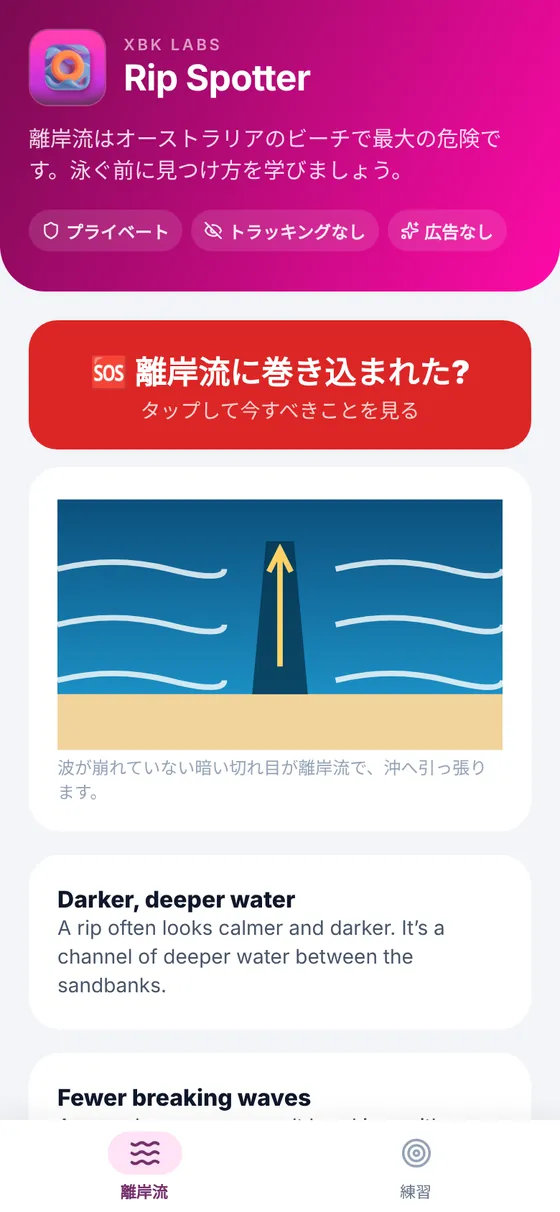 XBK LABS
Rip Spotter
離岸流はオーストラリアのビーチで最大の危険で
す。泳ぐ前に見つけ方を学びましょう。
プライベート
トラッキングなし
広告なし
🆘 離岸流に巻き込まれた?
タップして今すべきことを見る
波が崩れていない暗い切れ目が離岸流で、沖へ引っ張り
ます。
Darker, deeper water
A rip often looks calmer and darker. It’s a
channel of deeper water between the
sandbanks.
Fewer breaking waves
離岸流
練習